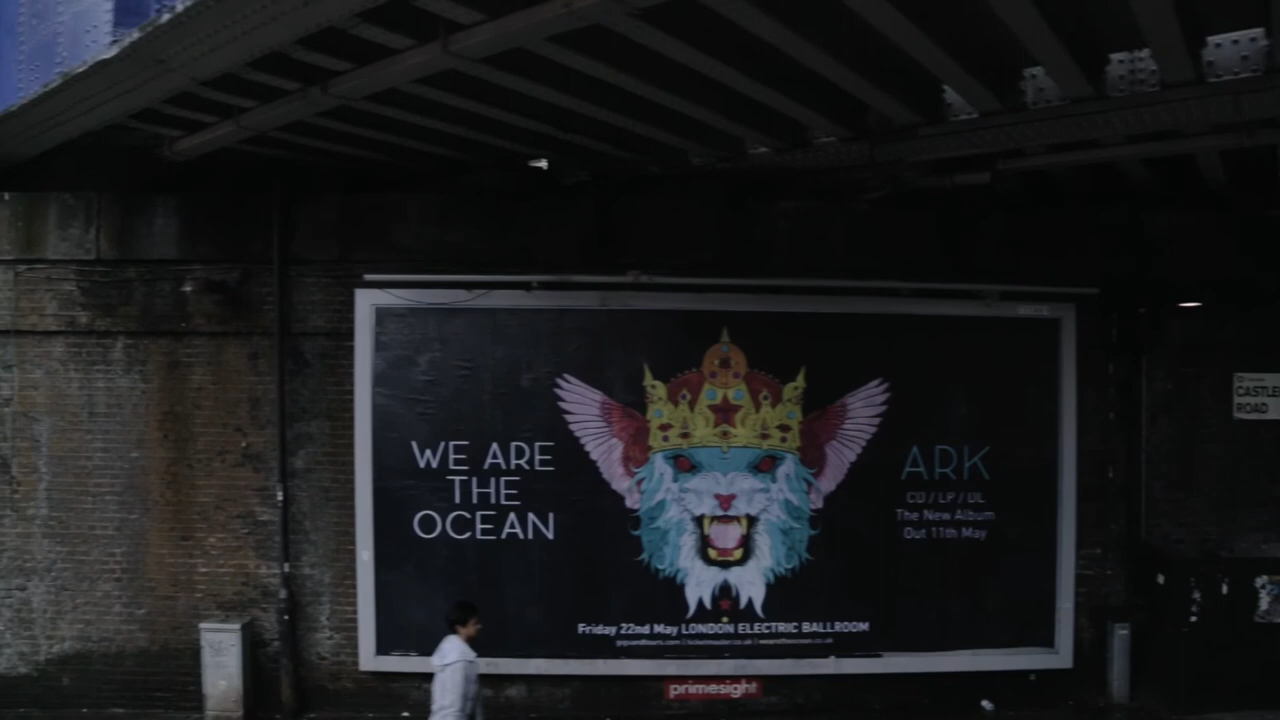 WE ARE
THE
OCEAN
ARK
CD / LP / DL
The New Album
Out 11th May
Friday 22nd May LONDON ELECTRIC BALLROOM
primesight
CASTLE
ROAD